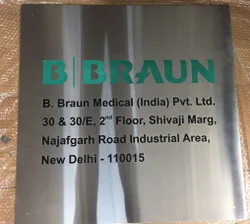 B|BRAUN
B. Braun Medical (India) Pvt. Ltd.
30 & 30/E, 2nd Floor, Shivaji Marg,
Najafgarh Road Industrial Area,
New Delhi - 110015